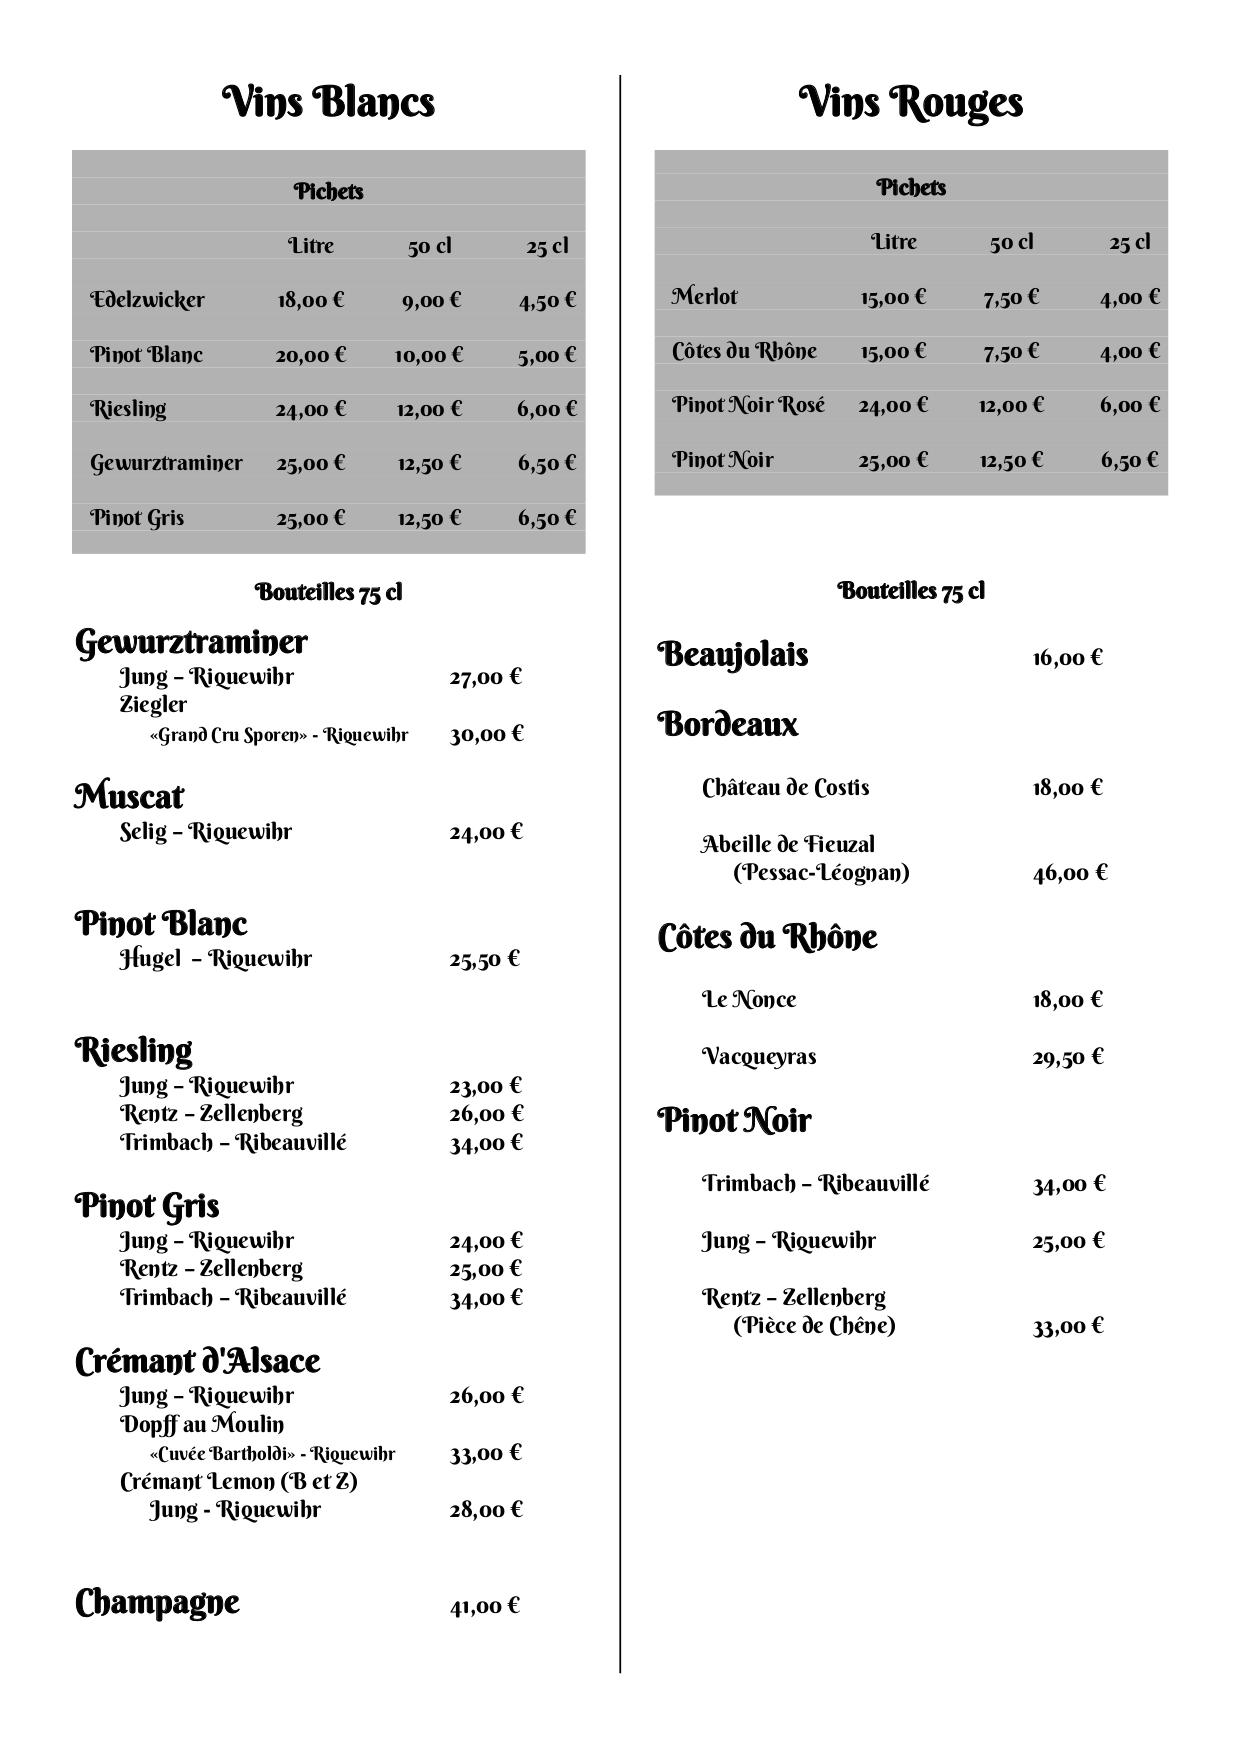 Vins Blancs
Pichets
Litre 50 cl 25 cl
Edelzwicker 18,00 € 9,00 € 4,50 €
Pinot Blanc 20,00 € 10,00 € 5,00 €
Riesling 24,00 € 12,00 € 6,00 €
Gewurztraminer 25,00 € 12,50 € 6,50 €
Pinot Gris 25,00 € 12,50 € 6,50 €
Bouteilles 75 cl
Gewurztraminer
Jung – Riquewihr 27,00 €
Ziegler
«Grand Cru Sporen» - Riquewihr 30,00 €
Muscat
Selig – Riquewihr 24,00 €
Pinot Blanc
Hugel – Riquewihr 25,50 €
Riesling
Jung – Riquewihr 23,00 €
Rentz – Zellenberg 26,00 €
Trimbach – Ribeauvillé 34,00 €
Pinot Gris
Jung – Riquewihr 24,00 €
Rentz – Zellenberg 25,00 €
Trimbach – Ribeauvillé 34,00 €
Crémant d'Alsace
Jung – Riquewihr 26,00 €
Dopff au Moulin
«Cuvée Bartholdi» - Riquewihr 33,00 €
Crémant Lemon (B et Z)
Jung - Riquewihr 28,00 €
Champagne 41,00 €
Vins Rouges
Pichets
Litre 50 cl 25 cl
Merlot 15,00 € 7,50 € 4,00 €
Côtes du Rhône 15,00 € 7,50 € 4,00 €
Pinot Noir Rosé 24,00 € 12,00 € 6,00 €
Pinot Noir 25,00 € 12,50 € 6,50 €
Bouteilles 75 cl
Beaujolais 16,00 €
Bordeaux
Château de Costis 18,00 €
Abeille de Fieuzal
(Pessac-Léognan) 46,00 €
Côtes du Rhône
Le Nonce 18,00 €
Vacqueyras 29,50 €
Pinot Noir
Trimbach – Ribeauvillé 34,00 €
Jung – Riquewihr 25,00 €
Rentz – Zellenberg
(Pièce de Chêne) 33,00 €